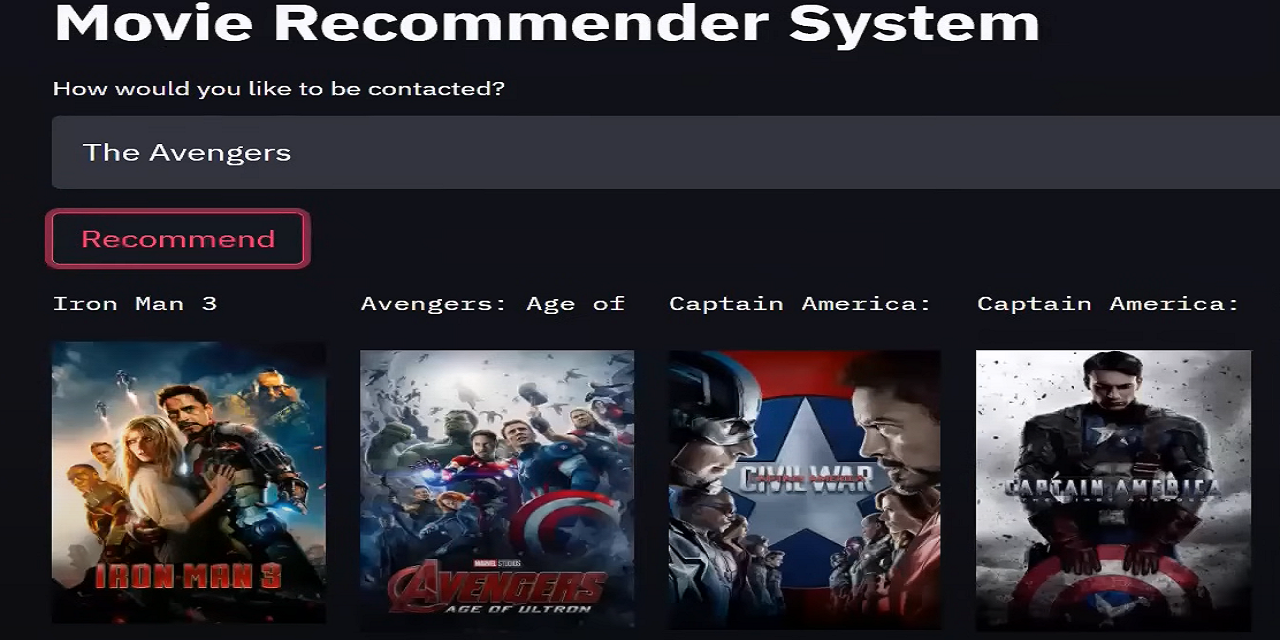 Movie Recommender System
How would you like to be contacted?
The Avengers
Recommend
Iron Man 3
Avengers: Age of
Captain America:
Captain America:
IRON MAN 3
MARVEL STUDIOS
AVENGERS
AGE OF ULTRON
CAPTAIN AMERICA
CIVIL WAR
CAPTAIN AMERICA